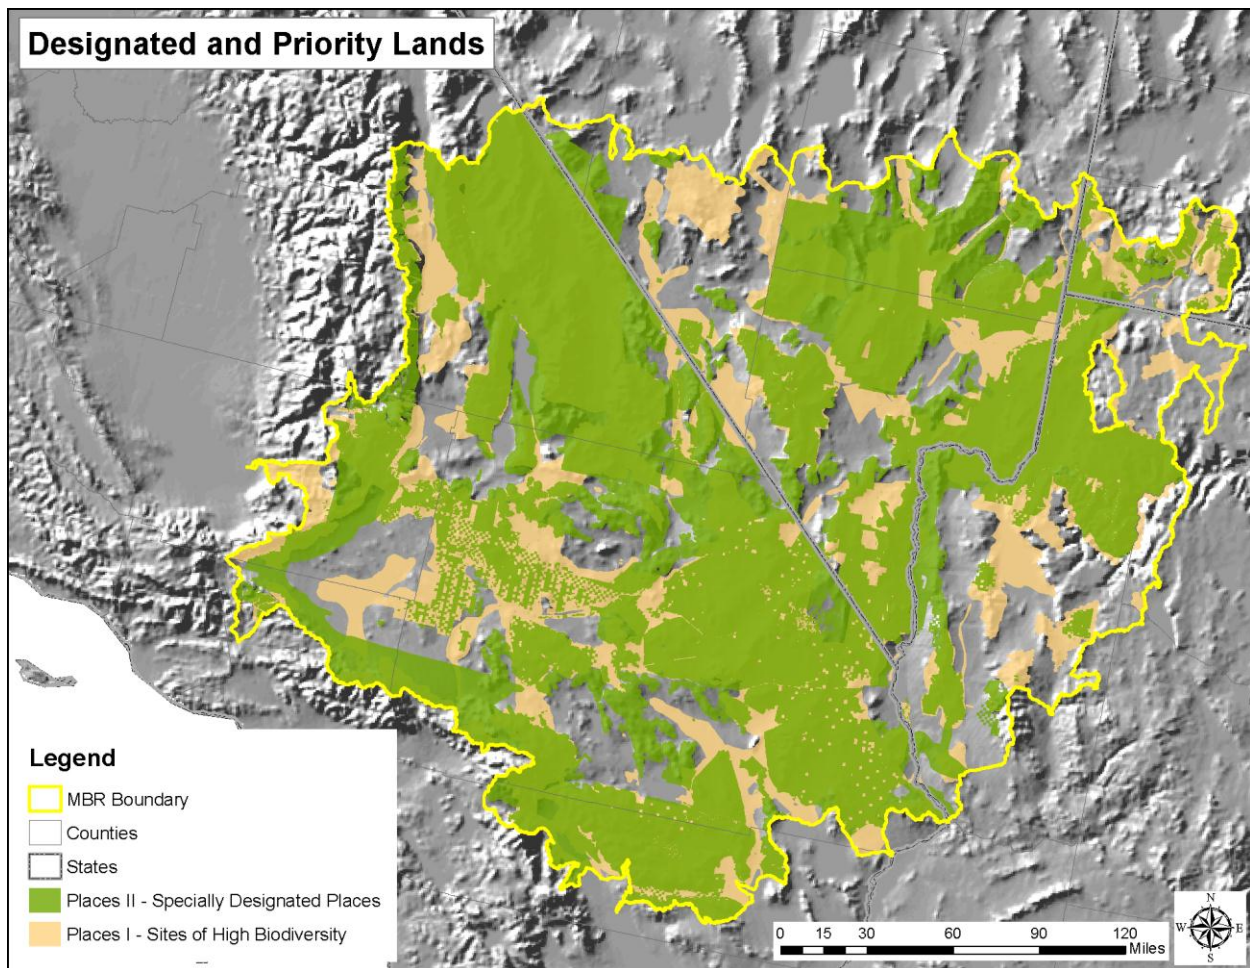 Designated and Priority Lands
Legend
MBR Boundary
Counties
States
Places II - Specially Designated Places
Places I - Sites of High Biodiversity
0 15 30 60 90 120
Miles
N
W E
S